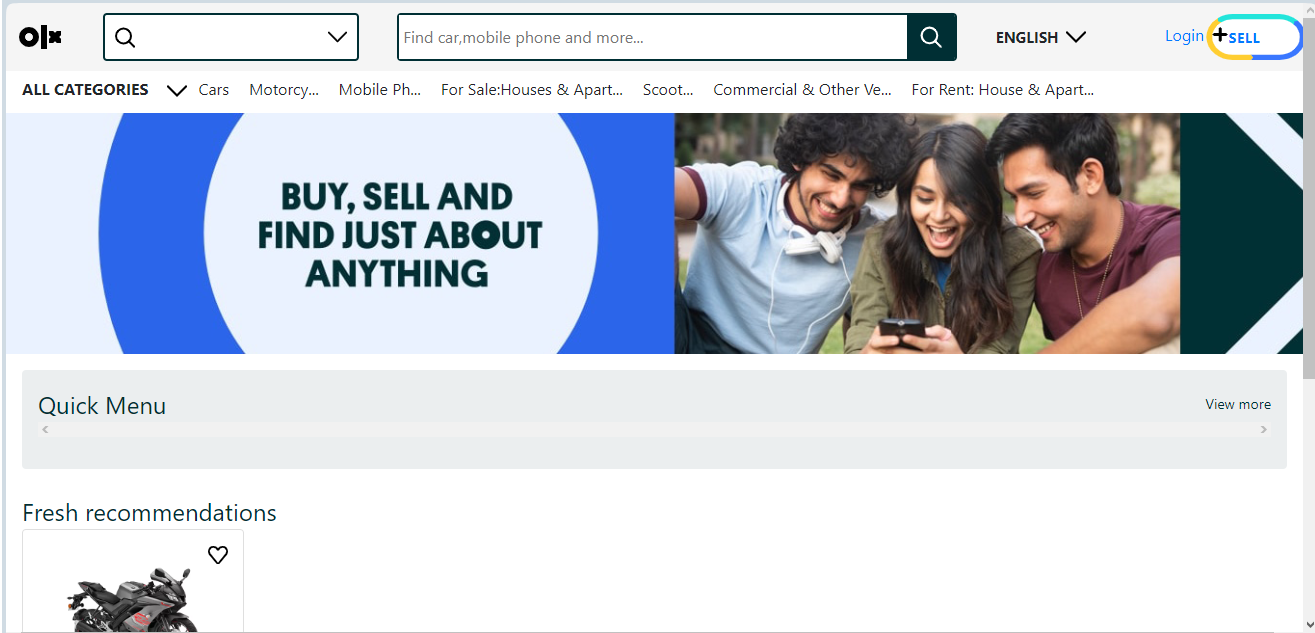 olx
Find car,mobile phone and more...
ENGLISH
Login
SELL
ALL CATEGORIES Cars Motorcy... Mobile Ph... For Sale:Houses & Apart... Scoot... Commercial & Other Ve... For Rent: House & Apart...
BUY, SELL AND
FIND JUST ABOUT
ANYTHING
Quick Menu
View more
Fresh recommendations